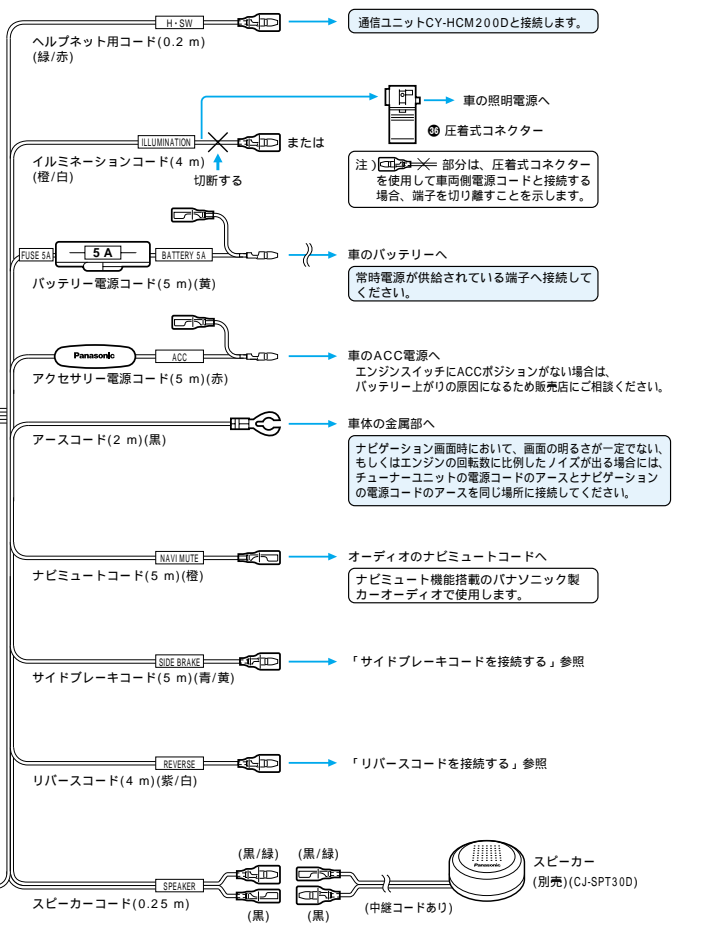 H・SW
通信ユニットCY-HCM200Dと接続します。
ヘルプネット用コード(0.2 m)
(緑/赤)
車の照明電源へ
圧着式コネクター
ILLUMINATION
または
イルミネーションコード(4 m)
(橙/白)
切断する
注) 部分は、圧着式コネクター
を使用して車両側電源コードと接続する
場合、端子を切り離すことを示します。
FUSE 5A
5 A
BATTERY 5A
車のバッテリーへ
バッテリー電源コード(5 m)(黄)
常時電源が供給されている端子へ接続して
ください。
Panasonic
ACC
車のACC電源へ
アクセサリー電源コード(5 m)(赤)
エンジンスイッチにACCポジションがない場合は、
バッテリー上がりの原因になるため販売店にご相談ください。
車体の金属部へ
アースコード(2 m)(黒)
ナビゲーション画面時において、画面の明るさが一定でない、
もしくはエンジンの回転数に比例したノイズが出る場合には、
チューナーユニットの電源コードのアースとナビゲーション
の電源コードのアースを同じ場所に接続してください。
NAVI MUTE
オーディオのナビミュートコードへ
ナビミュートコード(5 m)(橙)
ナビミュート機能搭載のパナソニック製
カーオーディオで使用します。
SIDE BRAKE
「サイドブレーキコードを接続する」参照
サイドブレーキコード(5 m)(青/黄)
REVERSE
「リバースコードを接続する」参照
リバースコード(4 m)(紫/白)
(黒/緑)
(黒/緑)
SPEAKER
Panasonic
スピーカー
(別売)(CJ-SPT30D)
スピーカーコード(0.25 m)
(黒)
(黒)
(中継コードあり)